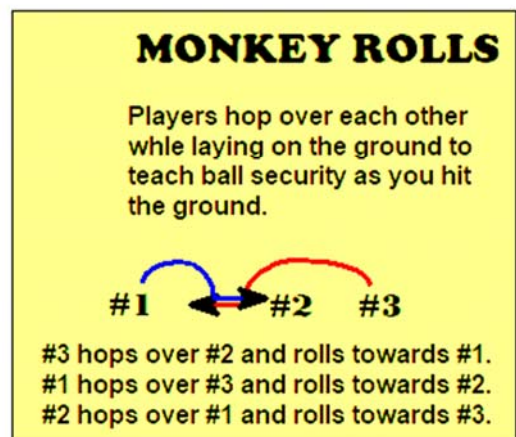 MONKEY ROLLS
Players hop over each other
whle laying on the ground to
teach ball security as you hit
the ground.
#1 #2 #3
#3 hops over #2 and rolls towards #1.
#1 hops over #3 and rolls towards #2.
#2 hops over #1 and rolls towards #3.